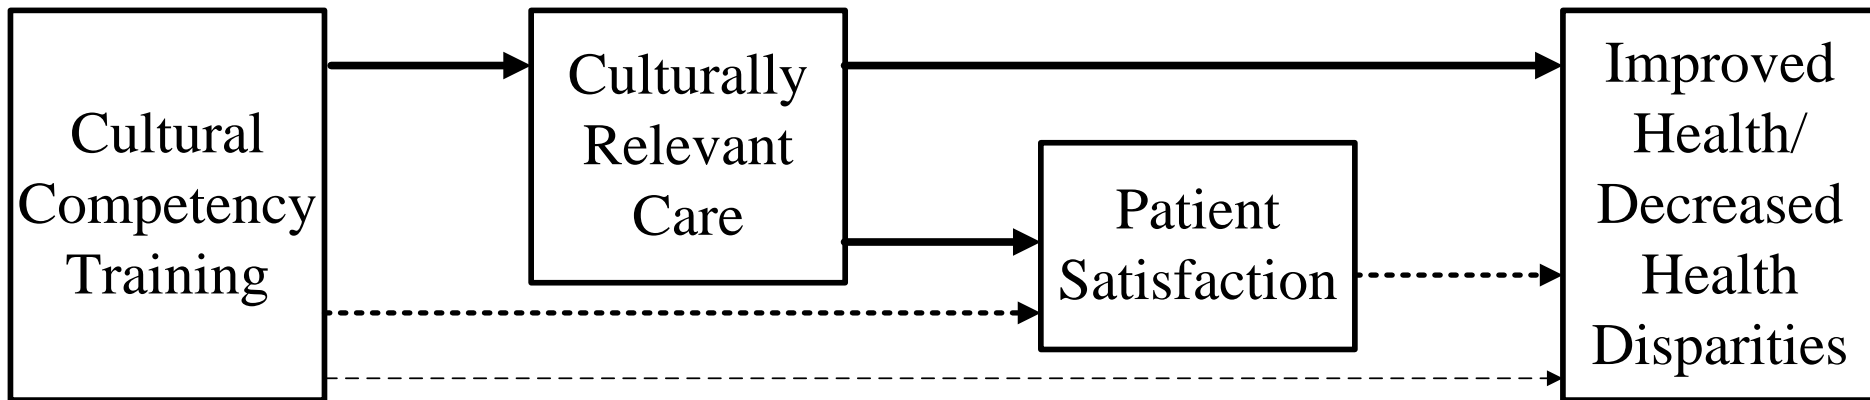 Cultural
Competency
Training
Culturally
Relevant
Care
Patient
Satisfaction
Improved
Health/
Decreased
Health
Disparities